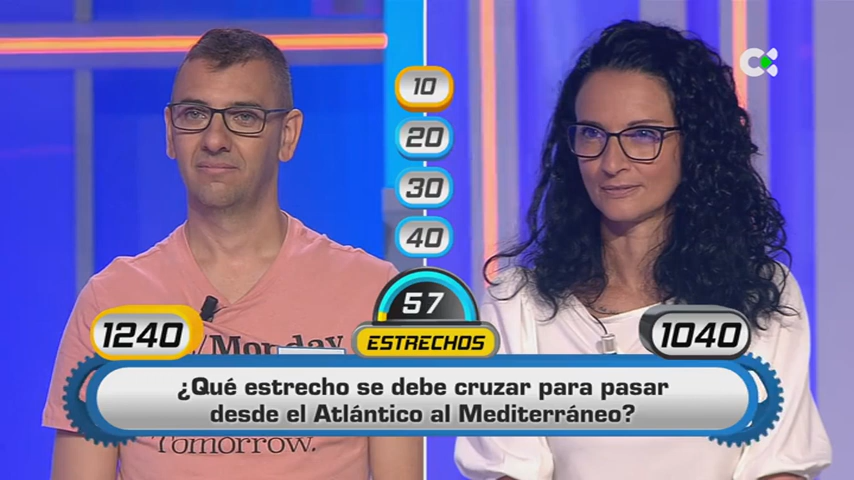 10
20
30
40
57
1240
1040
ESTRECHOS
Monday
¿Qué estrecho se debe cruzar para pasar
desde el Atlántico al Mediterráneo?
Tomorrow.